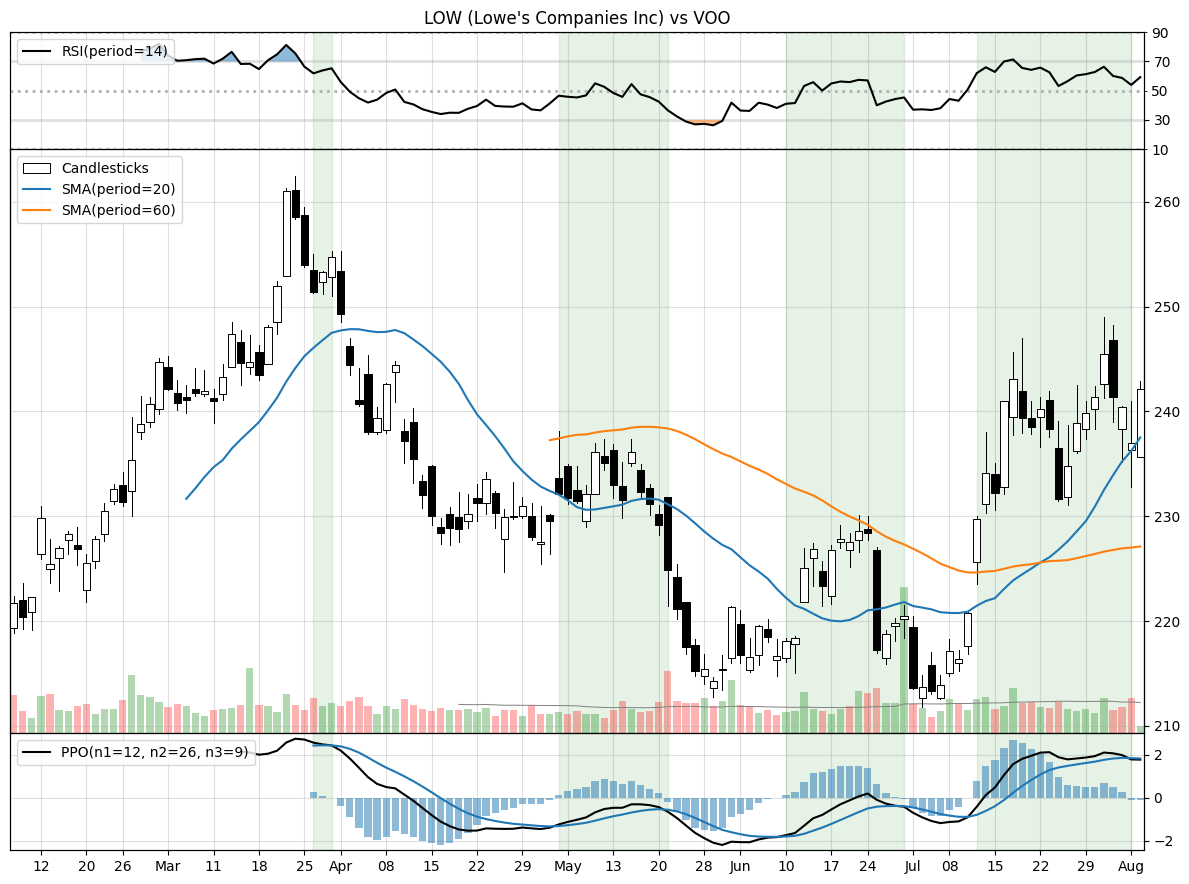 LOW (Lowe's Companies Inc) vs VOO
RSI(period=14)
90
70
50
30
10
Candlesticks
SMA(period=20)
SMA(period=60)
260
250
240
230
220
210
PPO(n1=12, n2=26, n3=9)
2
0
−2
12 20 26 Mar 11 18 25 Apr 08 15 22 29 May 13 20 28 Jun 10 17 24 Jul 08 15 22 29 Aug